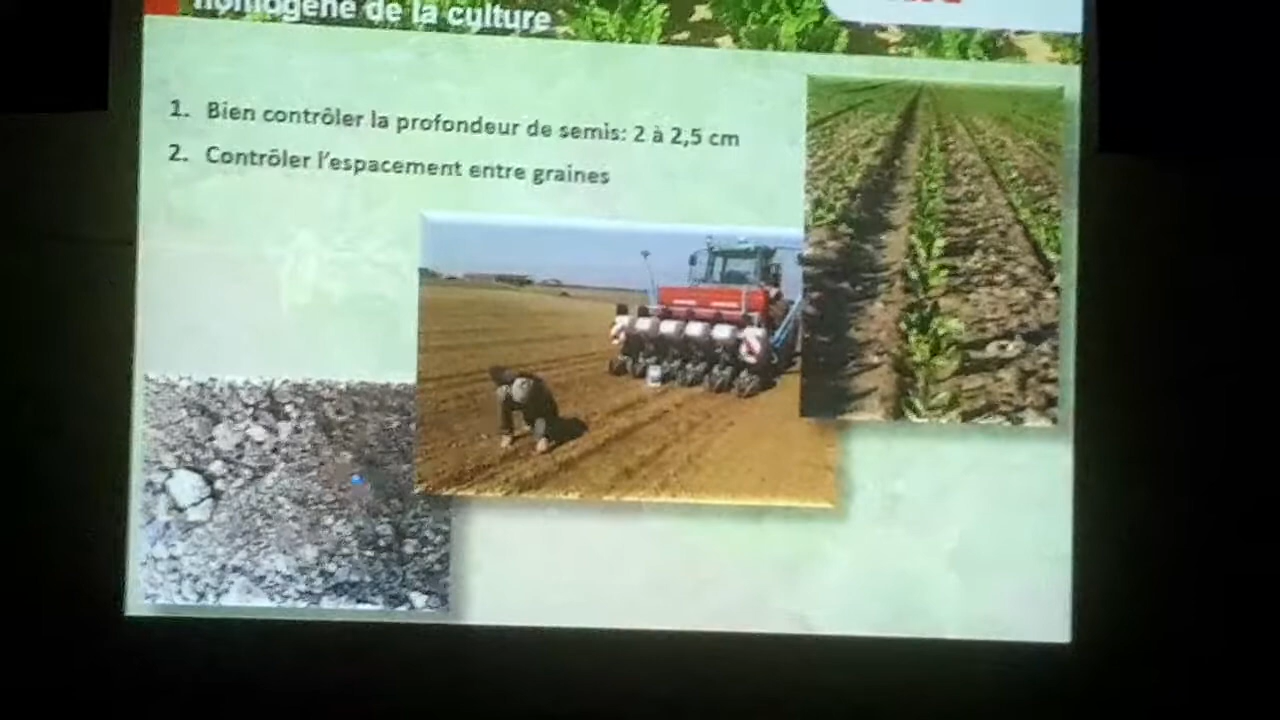 homogène de la culture
1. Bien contrôler la profondeur de semis: 2 à 2,5 cm
2. Contrôler l'espacement entre graines